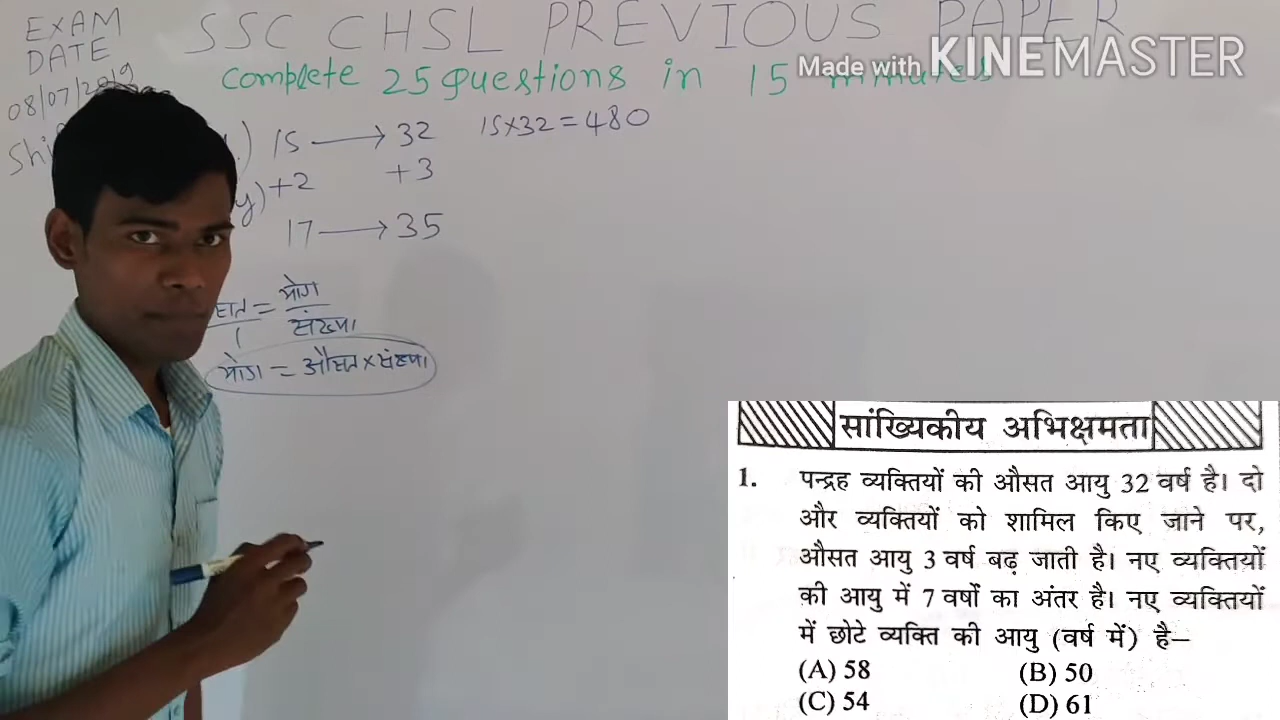 EXAM
DATE
08/07/2019
SSC CHSL PREVIOUS PAPER
Made with KINEMASTER
Complete 25 Questions in 15 minutes
15 → 32 15×32=480
+2 +3
17 → 35
= योग
1 संख्या
योग = औसत × संख्या
सांख्यिकीय अभिक्षमता
1. पन्द्रह व्यक्तियों की औसत आयु 32 वर्ष है। दो
और व्यक्तियों को शामिल किए जाने पर,
औसत आयु 3 वर्ष बढ़ जाती है। नए व्यक्तियों
की आयु में 7 वर्षों का अंतर है। नए व्यक्तियों
में छोटे व्यक्ति की आयु (वर्ष में) है–
(A) 58 (B) 50
(C) 54 (D) 61